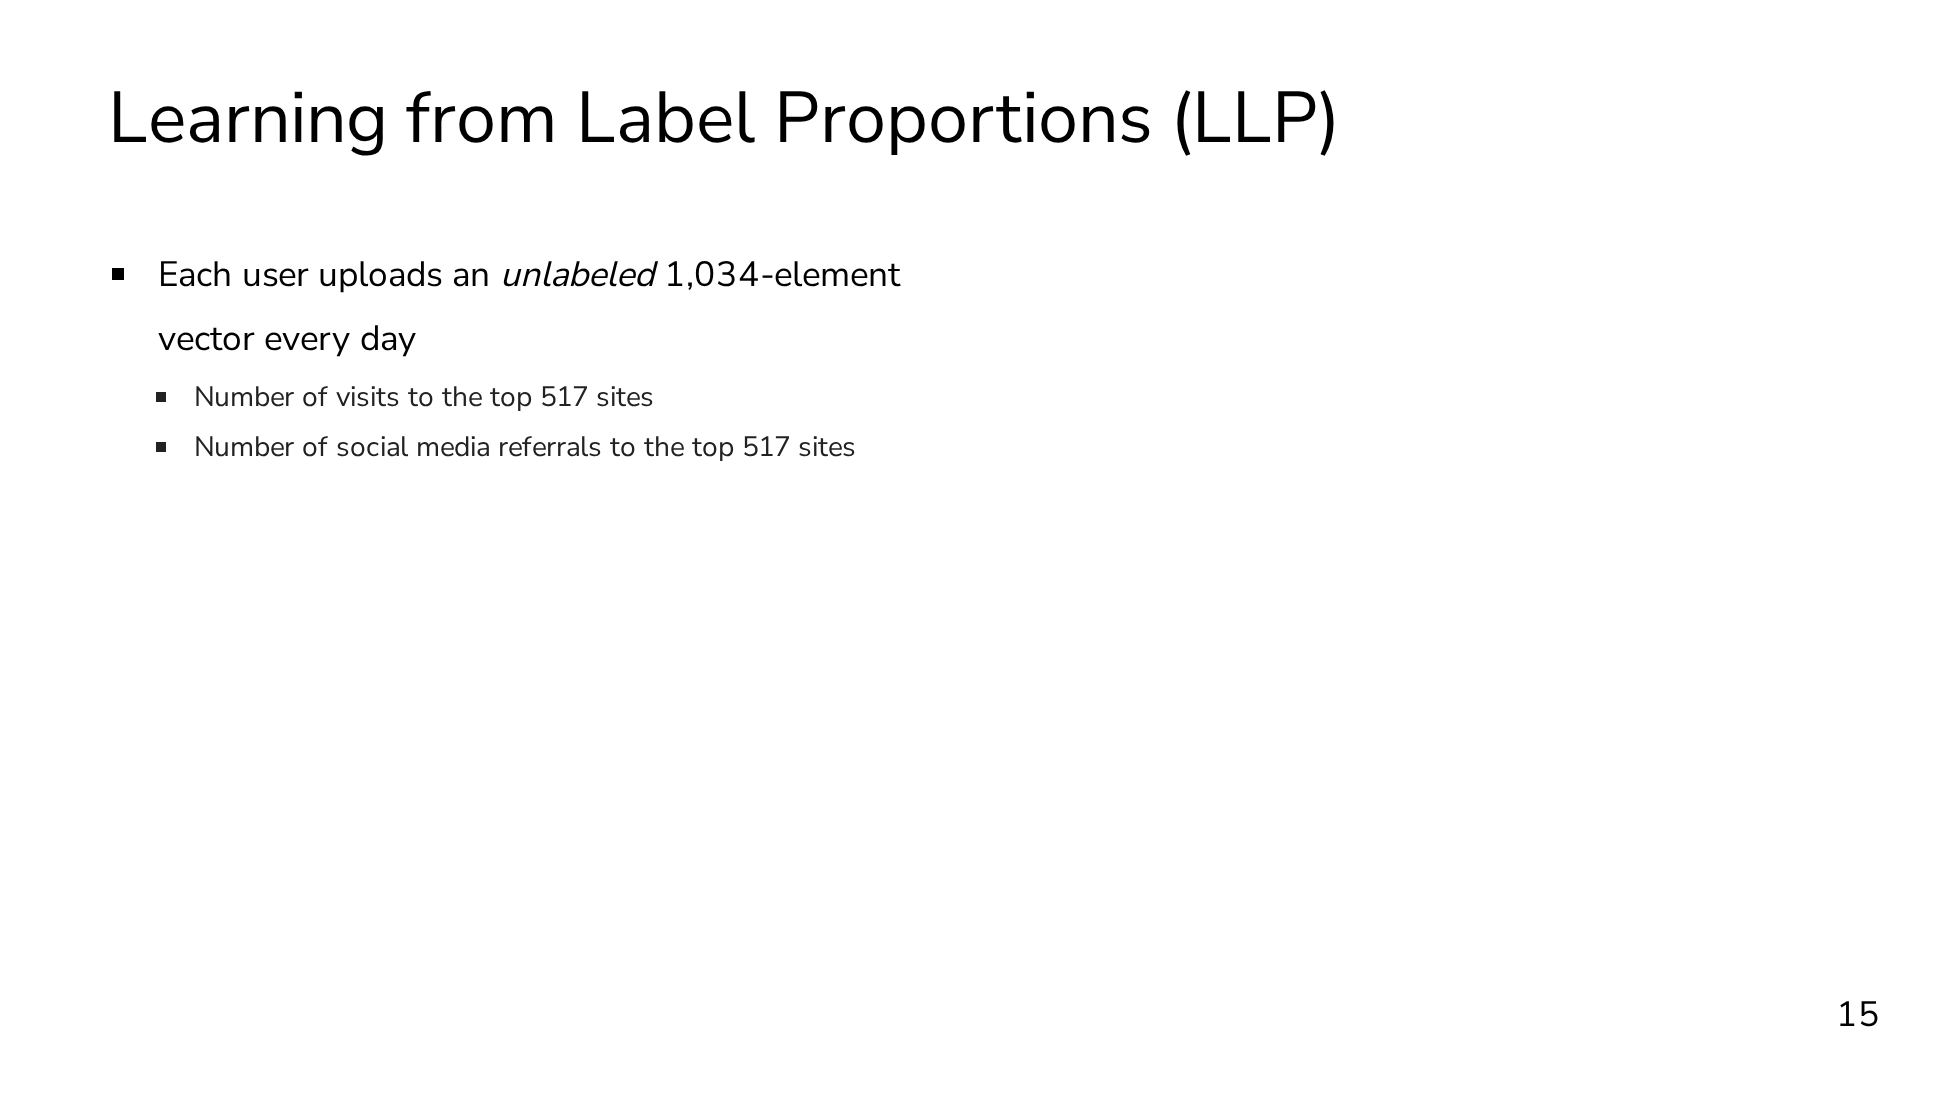 Learning from Label Proportions (LLP)
▪ Each user uploads an unlabeled 1,034-element
vector every day
▪ Number of visits to the top 517 sites
▪ Number of social media referrals to the top 517 sites
15